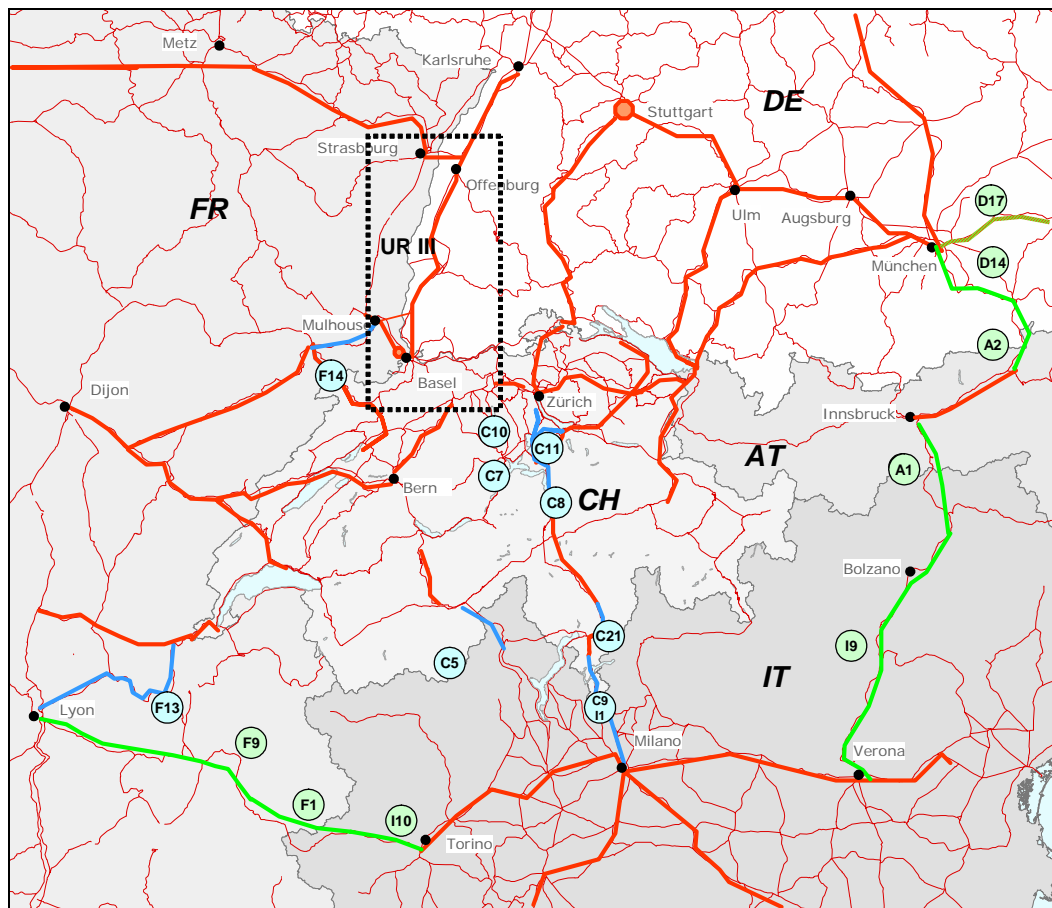 Metz
Karlsruhe
DE
Stuttgart
Strasbourg
Offenburg
FR
Ulm
Augsburg
D17
UR III
München
D14
Mulhouse
A2
F14
Basel
Dijon
Zürich
Innsbruck
C10
C11
AT
A1
Bern
C7
C8
CH
Bolzano
C21
I9
C5
IT
F13
C9
I1
Lyon
F9
Milano
Verona
F1
I10
Torino